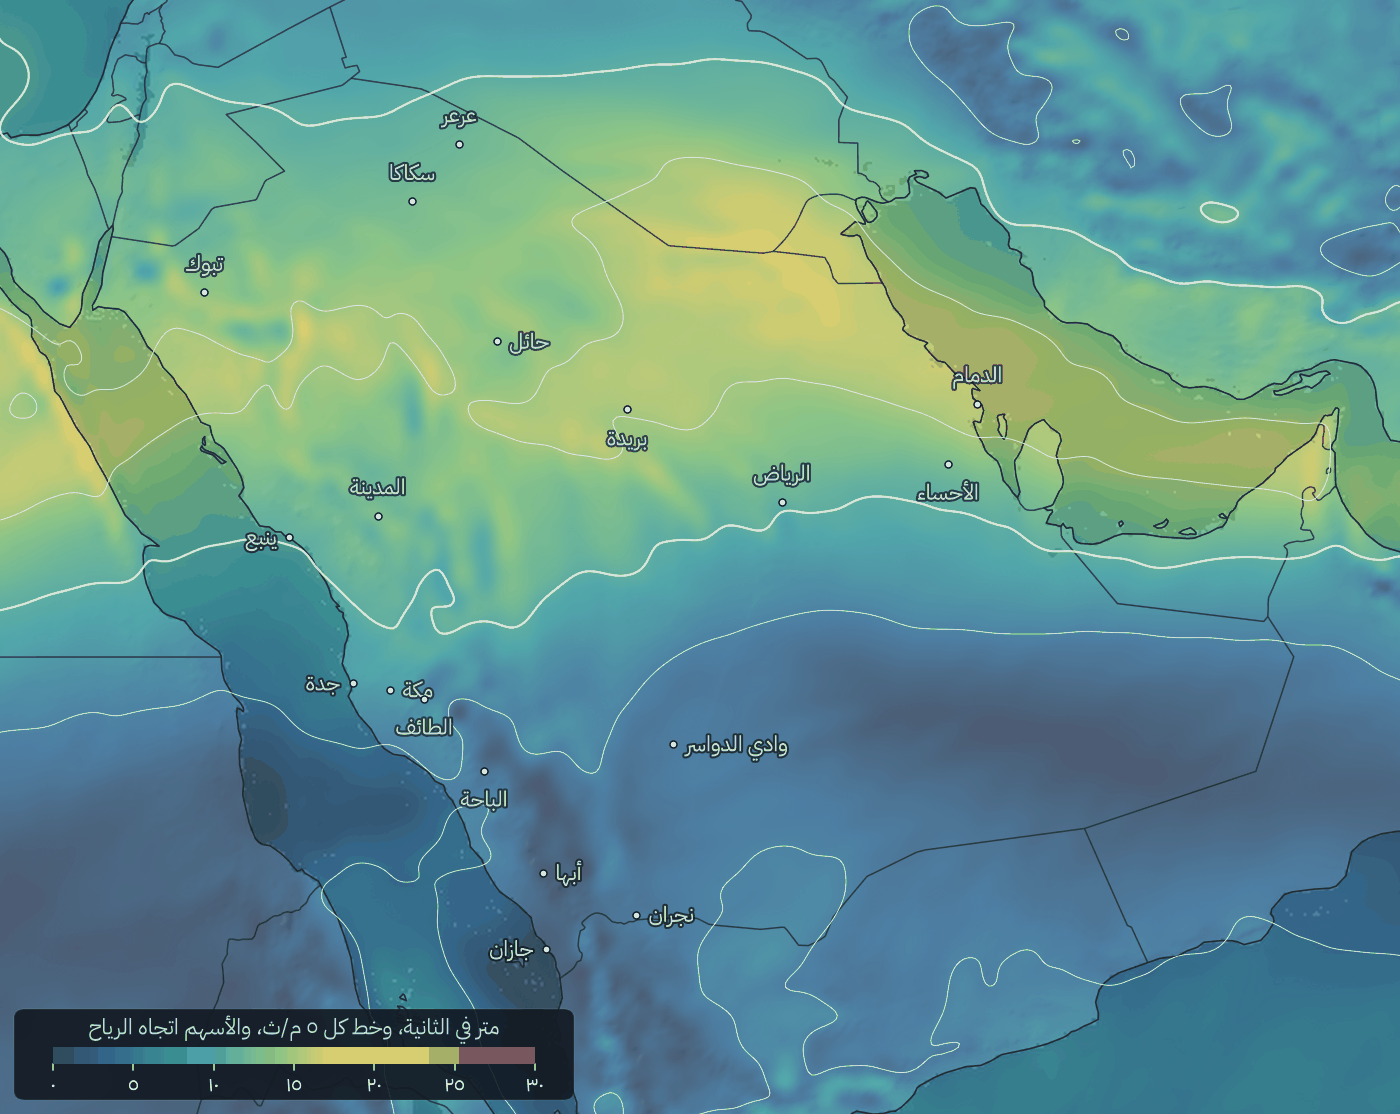 عرعر
سكاكا
تبوك
حائل
الدمام
بريدة
الرياض
الأحساء
المدينة
ينبع
جدة
مكة
الطائف
وادي الدواسر
الباحة
أبها
نجران
جازان
متر في الثانية، وخط كل ٥ م/ث، والأسهم اتجاه الرياح
٠ ٥ ١٠ ١٥ ٢٠ ٢٥ ٣٠